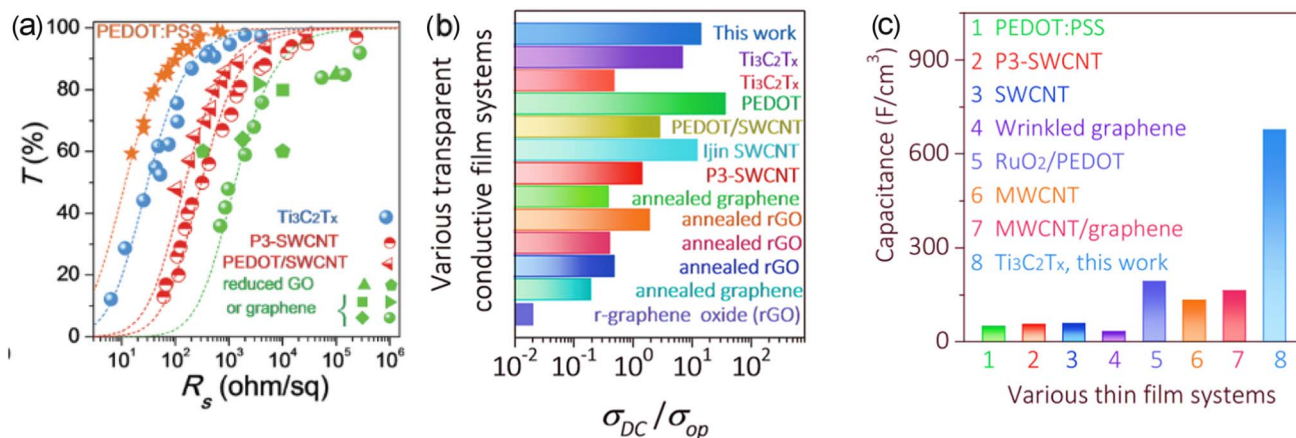 (a)
T (%)
100
80
60
40
20
0
PEDOT:PSS
Ti3C2Tx
P3-SWCNT
PEDOT/SWCNT
reduced GO
or graphene
10^1 10^2 10^3 10^4 10^5 10^6
Rs (ohm/sq)
(b)
Various transparent
conductive film systems
This work
Ti3C2Tx
Ti3C2Tx
PEDOT
PEDOT/SWCNT
Ijin SWCNT
P3-SWCNT
annealed graphene
annealed rGO
annealed rGO
annealed rGO
annealed graphene
r-graphene oxide (rGO)
10^-2 10^-1 10^0 10^1 10^2
σDC/σop
(c)
Capacitance (F/cm^3)
900
600
300
0
1 PEDOT:PSS
2 P3-SWCNT
3 SWCNT
4 Wrinkled graphene
5 RuO2/PEDOT
6 MWCNT
7 MWCNT/graphene
8 Ti3C2Tx, this work
1 2 3 4 5 6 7 8
Various thin film systems